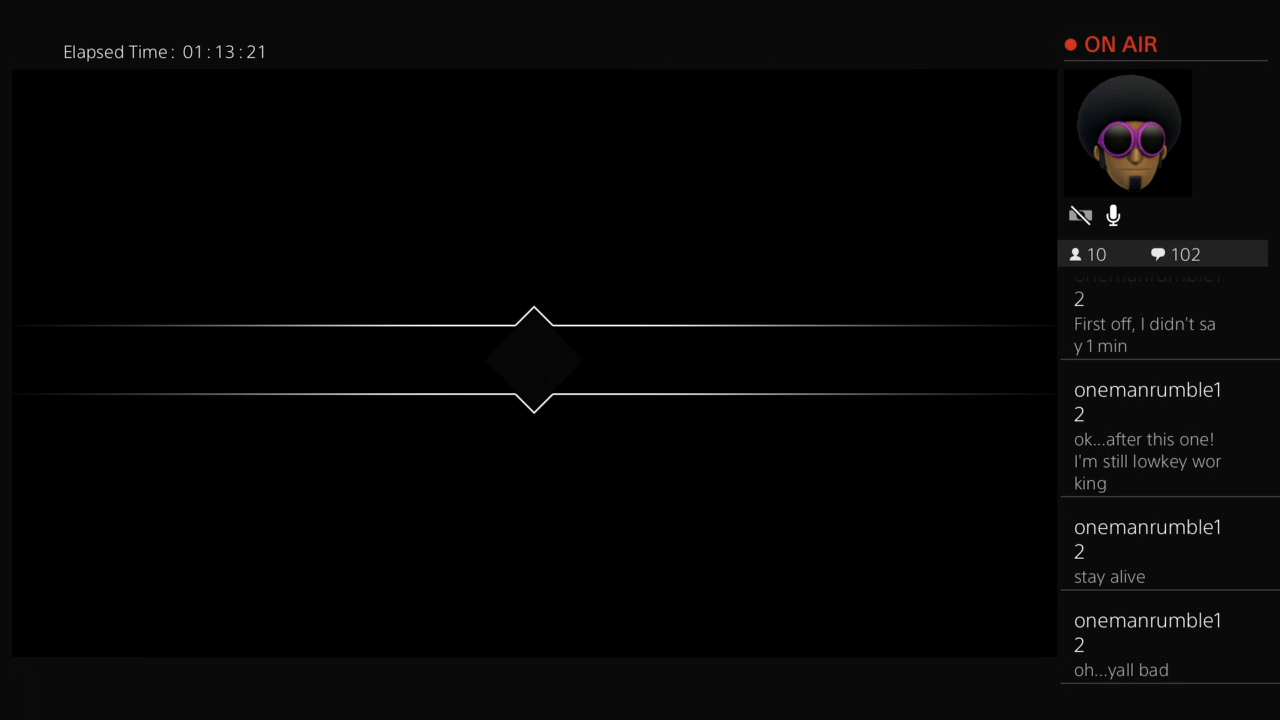 Elapsed Time: 01:13:21
ON AIR
10 102
onemanrumble1
2
First off, I didn't sa
y 1 min
onemanrumble1
2
ok...after this one!
I'm still lowkey wor
king
onemanrumble1
2
stay alive
onemanrumble1
2
oh...yall bad